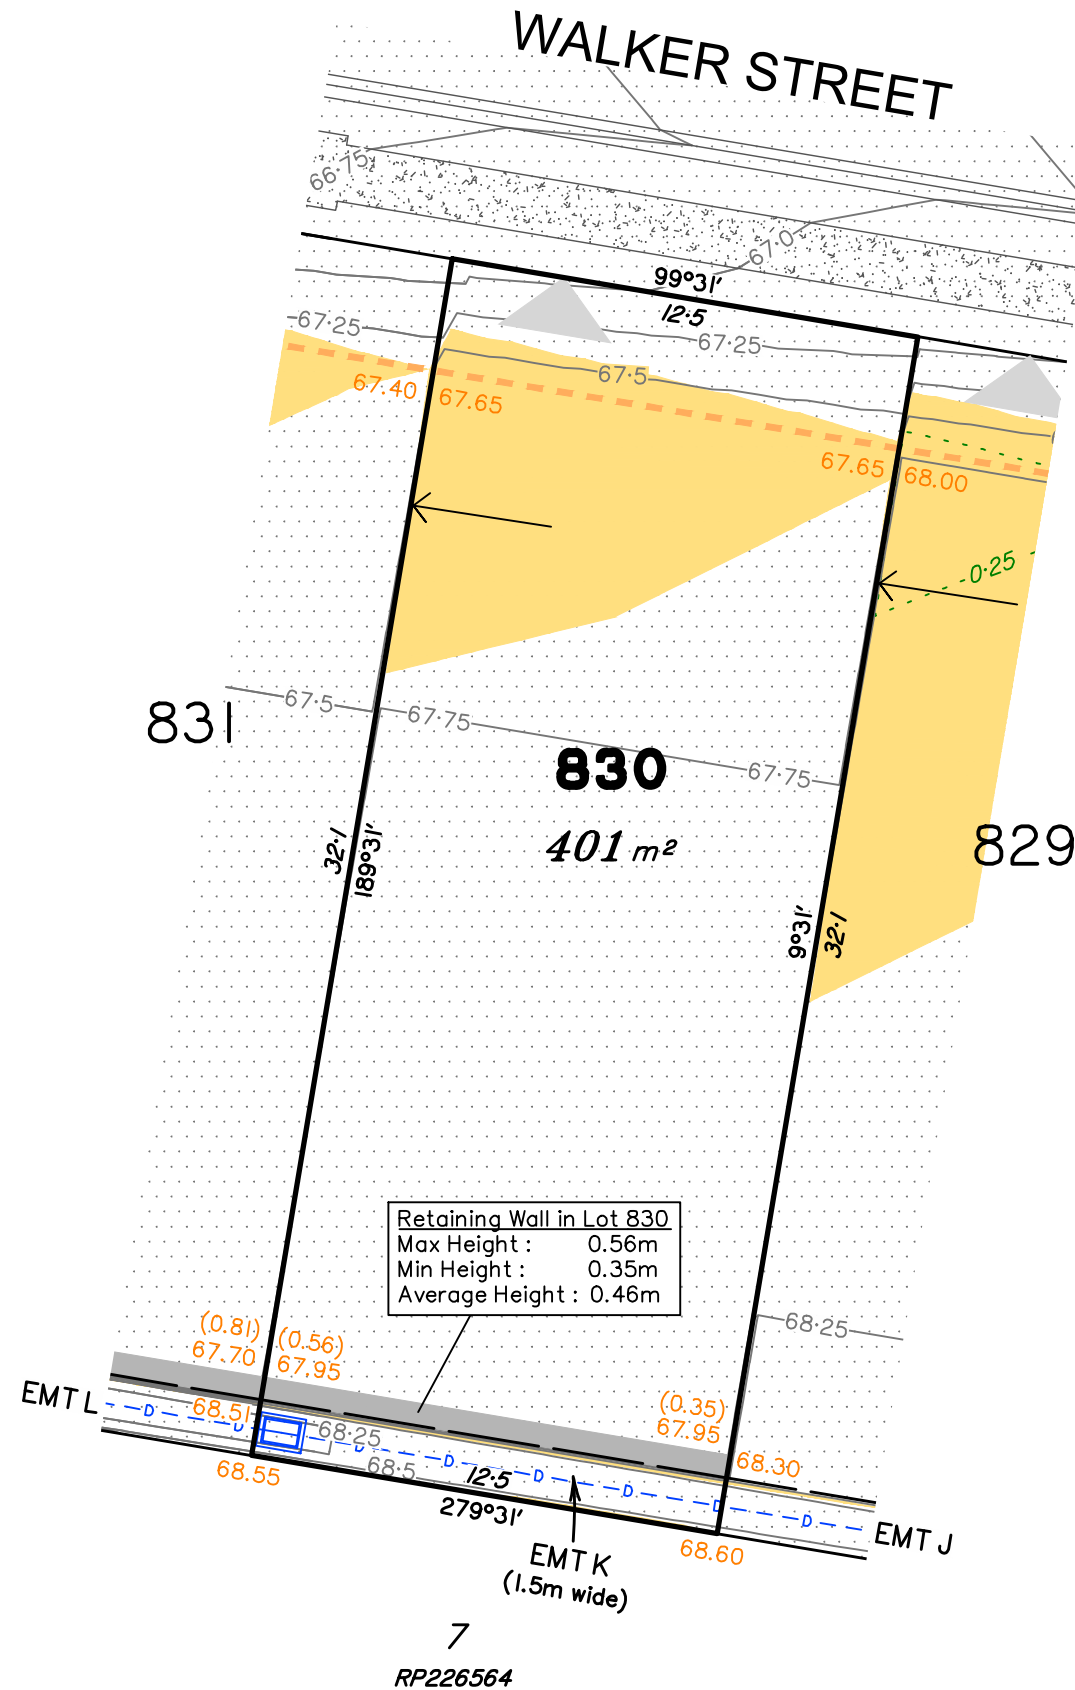 WALKER STREET
66·75
67·0
99°31'
12·5
67·25
67·25
67·5
67.40
67.65
67.65
68.00
0·25
67·5
67·75
67·75
831
830
401 m²
829
32·1
189°31'
9°31'
32·1
Retaining Wall in Lot 830
Max Height : 0.56m
Min Height : 0.35m
Average Height : 0.46m
68·25
(0.81)
67.70
(0.56)
67.95
(0.35)
67.95
EMT L
D
68.51
D
68·25
D
D
D
D
D
D
68.30
68.55
68·5
12·5
279°31'
EMT J
68.60
EMT K
(1.5m wide)
7
RP226564